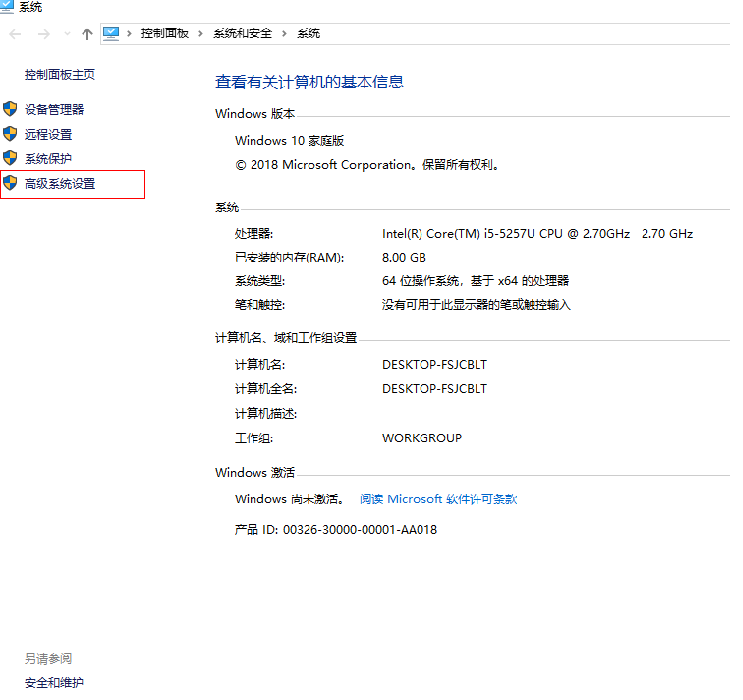 系统
控制面板 系统和安全 系统
控制面板主页
设备管理器
远程设置
系统保护
高级系统设置
查看有关计算机的基本信息
Windows 版本
Windows 10 家庭版
© 2018 Microsoft Corporation。保留所有权利。
系统
处理器: Intel(R) Core(TM) i5-5257U CPU @ 2.70GHz 2.70 GHz
已安装的内存(RAM): 8.00 GB
系统类型: 64 位操作系统，基于 x64 的处理器
笔和触控: 没有可用于此显示器的笔或触控输入
计算机名、域和工作组设置
计算机名: DESKTOP-FSJCBLT
计算机全名: DESKTOP-FSJCBLT
计算机描述:
工作组: WORKGROUP
Windows 激活
Windows 尚未激活。 阅读 Microsoft 软件许可条款
产品 ID: 00326-30000-00001-AA018
另请参阅
安全和维护